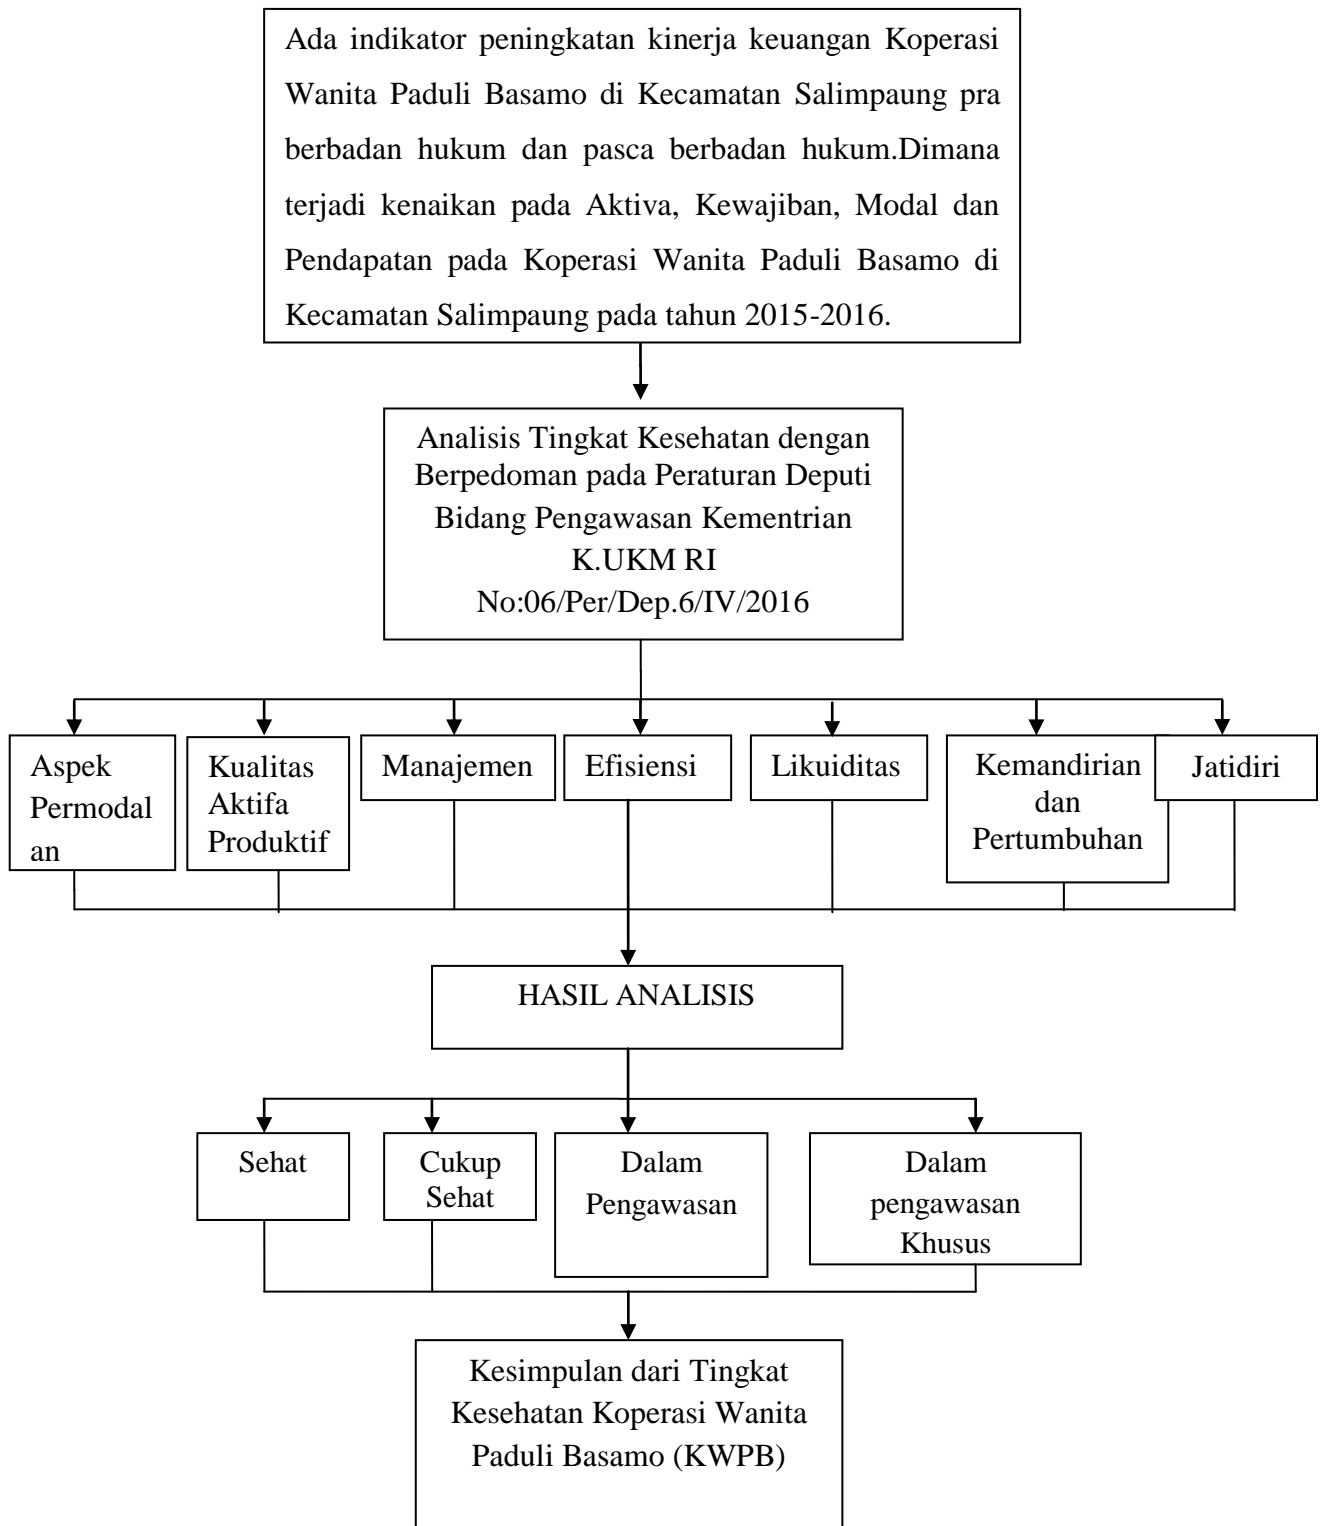 Ada indikator peningkatan kinerja keuangan Koperasi
Wanita Paduli Basamo di Kecamatan Salimpaung pra
berbadan hukum dan pasca berbadan hukum.Dimana
terjadi kenaikan pada Aktiva, Kewajiban, Modal dan
Pendapatan pada Koperasi Wanita Paduli Basamo di
Kecamatan Salimpaung pada tahun 2015-2016.
Analisis Tingkat Kesehatan dengan
Berpedoman pada Peraturan Deputi
Bidang Pengawasan Kementrian
K.UKM RI
No:06/Per/Dep.6/IV/2016
Aspek
Permodal
an
Kualitas
Aktifa
Produktif
Manajemen
Efisiensi
Likuiditas
Kemandirian
dan
Pertumbuhan
Jatidiri
HASIL ANALISIS
Sehat
Cukup
Sehat
Dalam
Pengawasan
Dalam
pengawasan
Khusus
Kesimpulan dari Tingkat
Kesehatan Koperasi Wanita
Paduli Basamo (KWPB)